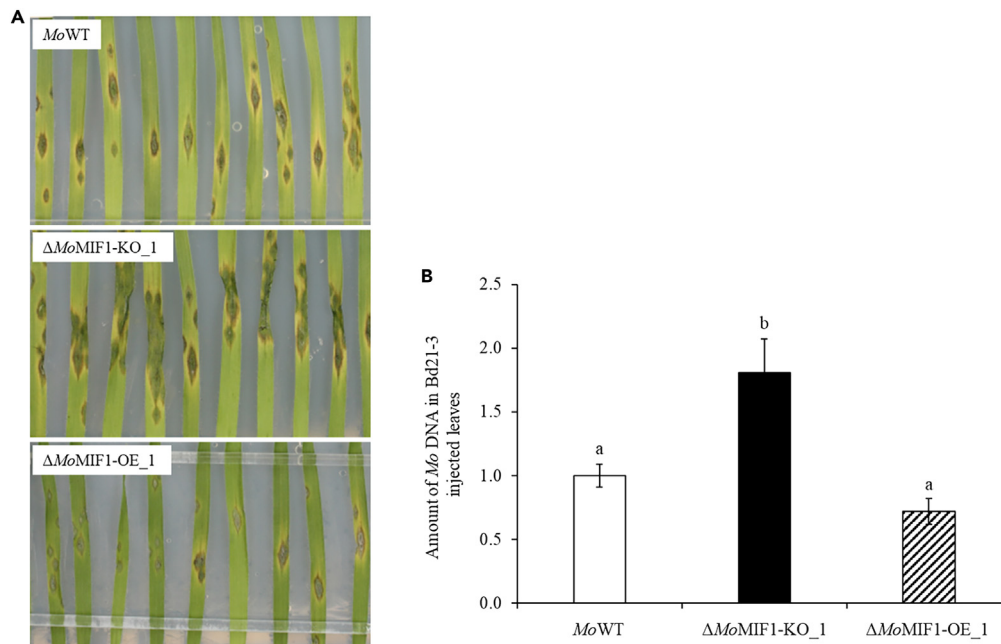 A
MoWT
ΔMoMIF1-KO_1
ΔMoMIF1-OE_1
B
Amount of Mo DNA in Bd21-3
injected leaves
2.5
2.0
1.5
1.0
0.5
0.0
a
b
a
MoWT
ΔMoMIF1-KO_1
ΔMoMIF1-OE_1